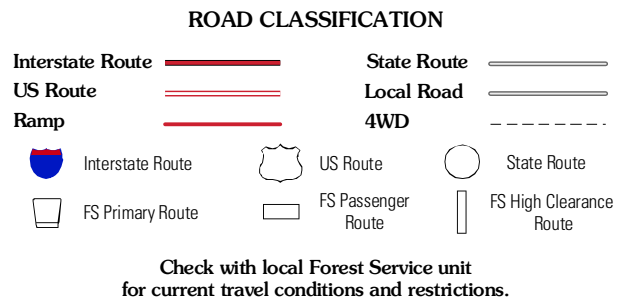 ROAD CLASSIFICATION
Interstate Route
State Route
US Route
Local Road
Ramp
4WD
Interstate Route
US Route
State Route
FS Primary Route
FS Passenger
Route
FS High Clearance
Route
Check with local Forest Service unit
for current travel conditions and restrictions.